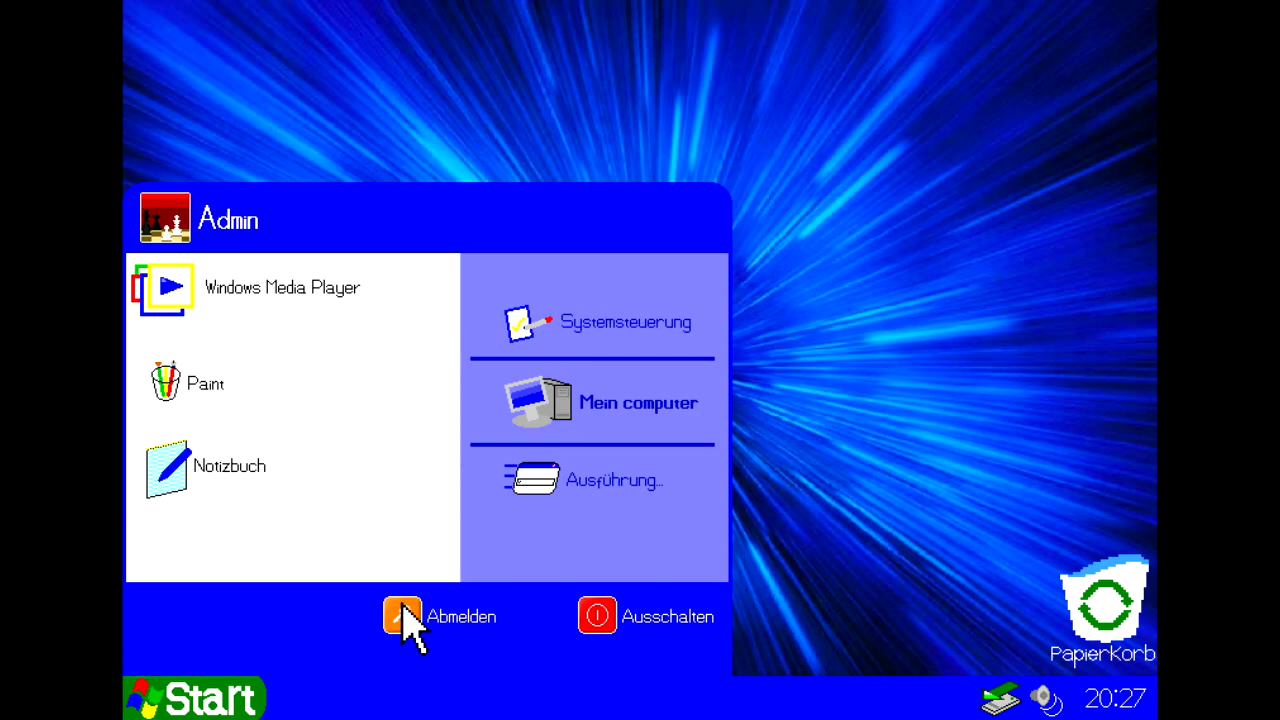 Admin
Windows Media Player
Paint
Notizbuch
Systemsteuerung
Mein computer
Ausführung...
Abmelden
Ausschalten
PapierKorb
Start
20:27